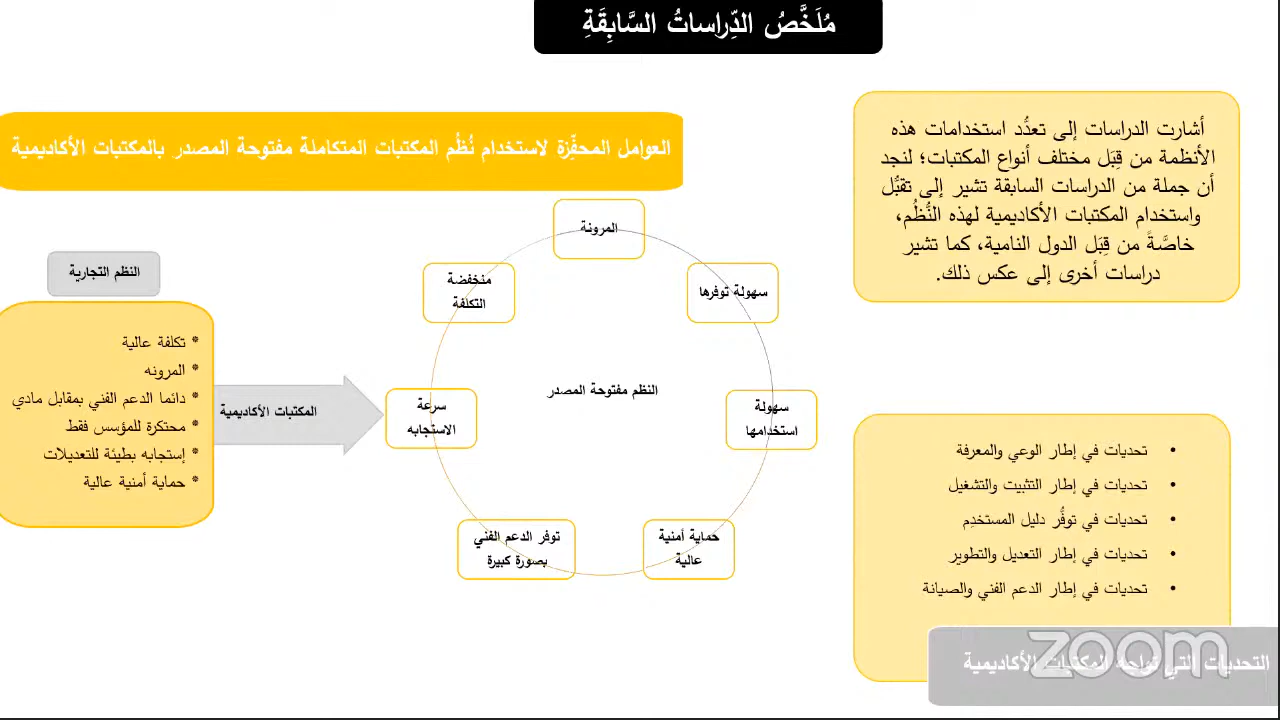 مُلَخَّصُ الدِّراساتُ السَّابِقَةِ
أشارت الدراسات إلى تعدُّد استخدامات هذه
الأنظمة من قِبَل مختلف أنواع المكتبات؛ لنجد
أن جملة من الدراسات السابقة تشير إلى تقبُّل
واستخدام المكتبات الأكاديمية لهذه النُّظُم،
خاصَّةً من قِبَل الدول النامية، كما تشير
دراسات أخرى إلى عكس ذلك.
العوامل المحفِّزة لاستخدام نُظُم المكتبات المتكاملة مفتوحة المصدر بالمكتبات الأكاديمية
المرونة
سهولة توفرها
سهولة
استخدامها
حماية أمنية
عالية
توفر الدعم الفني
بصورة كبيرة
سرعة
الاستجابه
منخفضة
التكلفة
النظم مفتوحة المصدر
المكتبات الأكاديمية
النظم التجارية
* تكلفة عالية
* المرونه
* دائما الدعم الفني بمقابل مادي
* محتكرة للمؤسس فقط
* إستجابه بطيئة للتعديلات
* حماية أمنية عالية
• تحديات في إطار الوعي والمعرفة
• تحديات في إطار التثبيت والتشغيل
• تحديات في توفُّر دليل المستخدِم
• تحديات في إطار التعديل والتطوير
• تحديات في إطار الدعم الفني والصيانة
التحديات التي تواجه المكتبات الأكاديمية
zoom